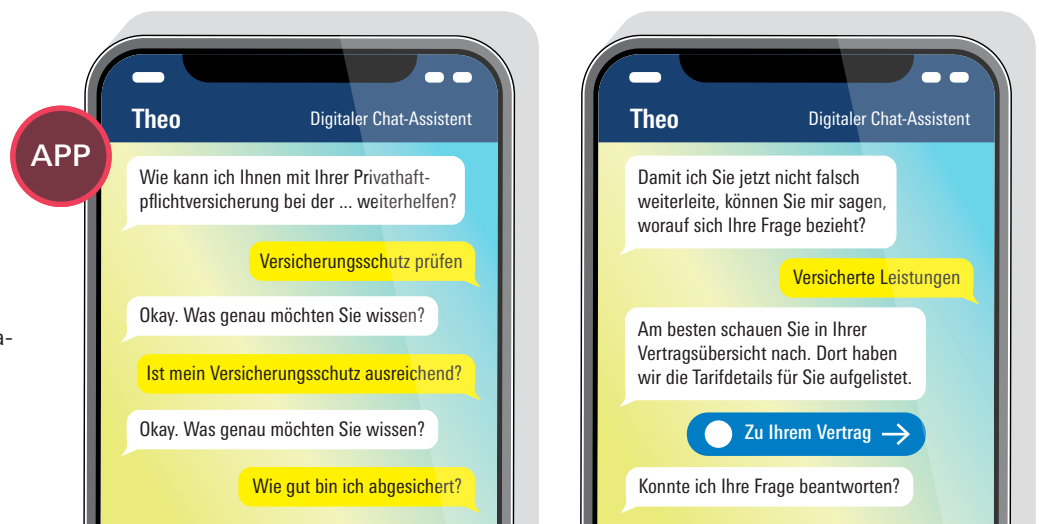 APP
a-
Theo
Digitaler Chat-Assistent
Wie kann ich Ihnen mit Ihrer Privathaft-
pflichtversicherung bei der ... weiterhelfen?
Versicherungsschutz prüfen
Okay. Was genau möchten Sie wissen?
Ist mein Versicherungsschutz ausreichend?
Okay. Was genau möchten Sie wissen?
Wie gut bin ich abgesichert?
Theo
Digitaler Chat-Assistent
Damit ich Sie jetzt nicht falsch
weiterleite, können Sie mir sagen,
worauf sich Ihre Frage bezieht?
Versicherte Leistungen
Am besten schauen Sie in Ihrer
Vertragsübersicht nach. Dort haben
wir die Tarifdetails für Sie aufgelistet.
Zu Ihrem Vertrag →
Konnte ich Ihre Frage beantworten?